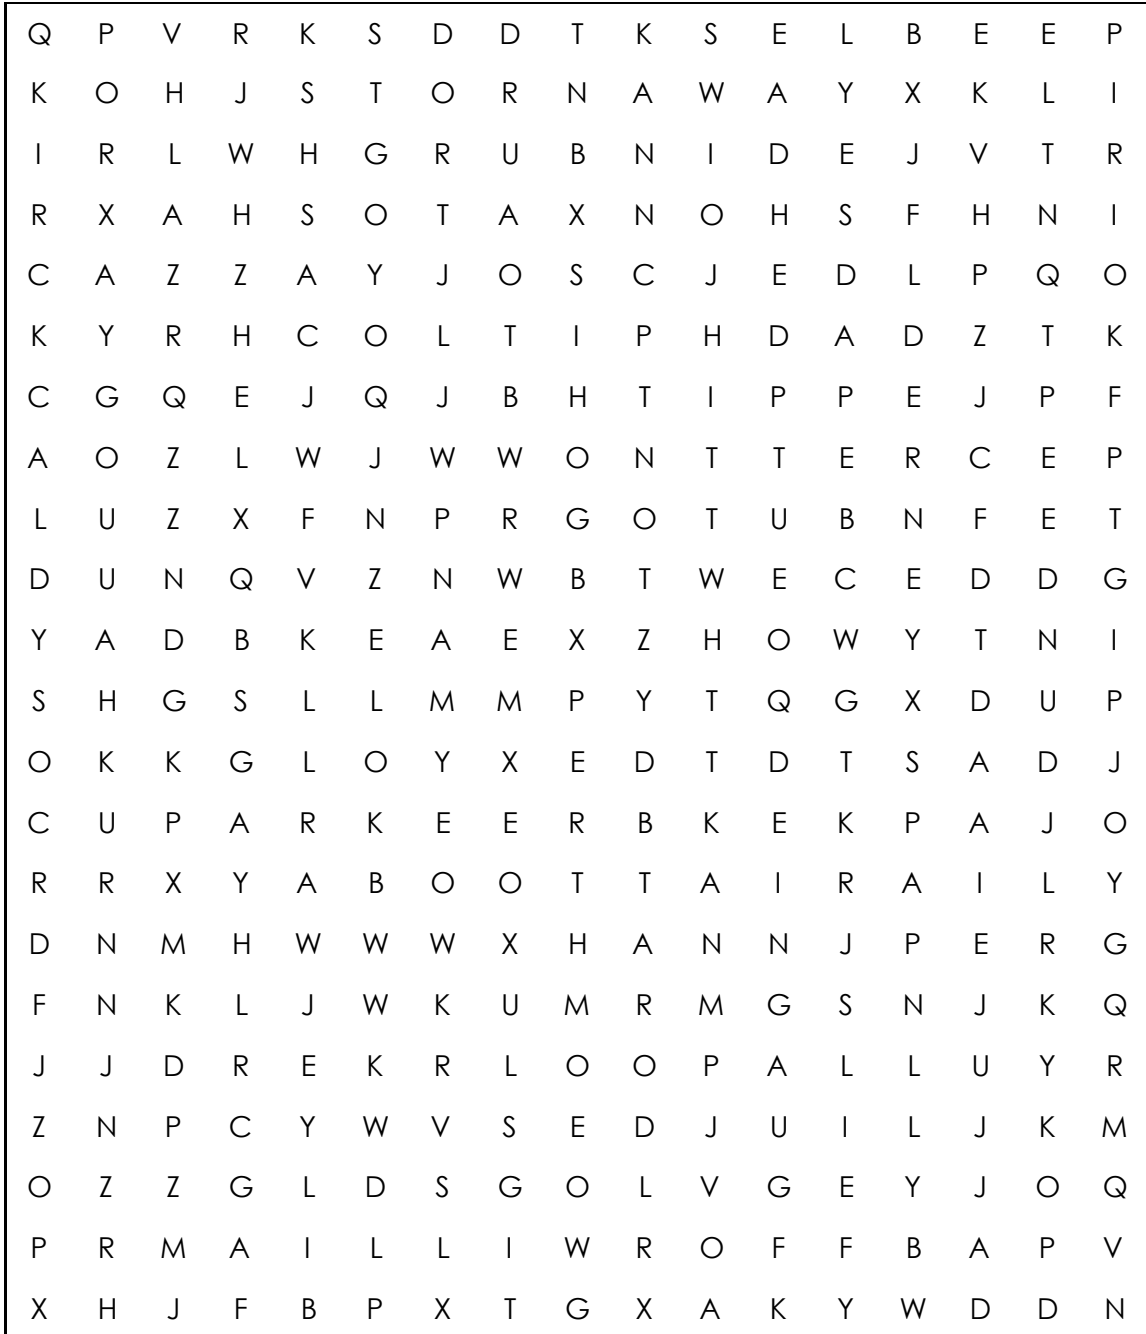 Q P V R K S D D T K S E L B E E P
K O H J S T O R N A W A Y X K L I
I R L W H G R U B N I D E J V T R
R X A H S O T A X N O H S F H N I
C A Z Z A Y J O S C J E D L P Q O
K Y R H C O L T I P H D A D Z T K
C G Q E J Q J B H T I P P E J P F
A O Z L W J W W O N T T E R C E P
L U Z X F N P R G O T U B N F E T
D U N Q V Z N W B T W E C E D D G
Y A D B K E A E X Z H O W Y T N I
S H G S L L M M P Y T Q G X D U P
O K K G L O Y X E D T D T S A D J
C U P A R K E E R B K E K P A J O
R R X Y A B O O T T A I R A I L Y
D N M H W W W X H A N N J P E R G
F N K L J W K U M R M G S N J K Q
J J D R E K R L O O P A L L U Y R
Z N P C Y W V S E D J U I L J K M
O Z Z G L D S G O L V G E Y J O Q
P R M A I L L I W R O F F B A P V
X H J F B P X T G X A K Y W D D N